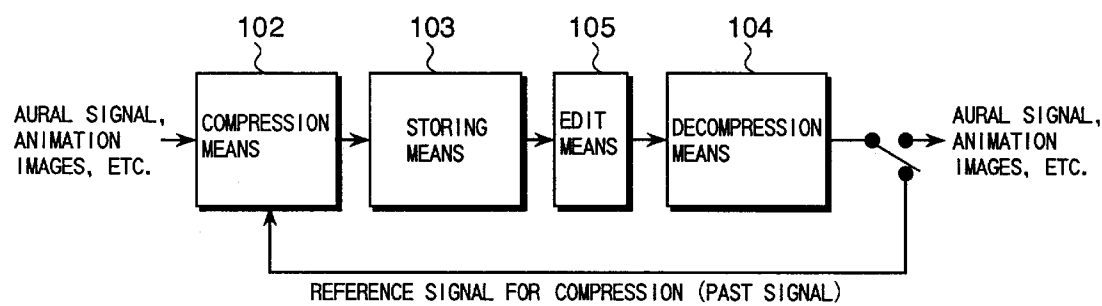 102
103
105
104
AURAL SIGNAL,
ANIMATION
IMAGES, ETC.
COMPRESSION
MEANS
STORING
MEANS
EDIT
MEANS
DECOMPRESSION
MEANS
AURAL SIGNAL,
ANIMATION
IMAGES, ETC.
REFERENCE SIGNAL FOR COMPRESSION (PAST SIGNAL)